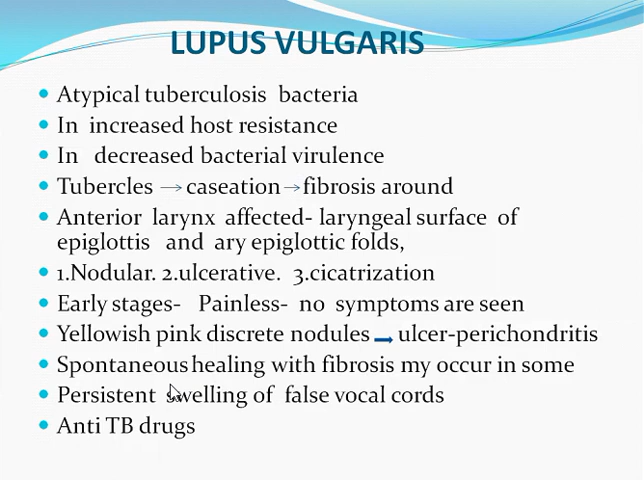 LUPUS VULGARIS
Atypical tuberculosis bacteria
In increased host resistance
In decreased bacterial virulence
Tubercles → caseation → fibrosis around
Anterior larynx affected- laryngeal surface of
epiglottis and ary epiglottic folds,
1.Nodular. 2.ulcerative. 3.cicatrization
Early stages- Painless- no symptoms are seen
Yellowish pink discrete nodules → ulcer-perichondritis
Spontaneous healing with fibrosis my occur in some
Persistent swelling of false vocal cords
Anti TB drugs